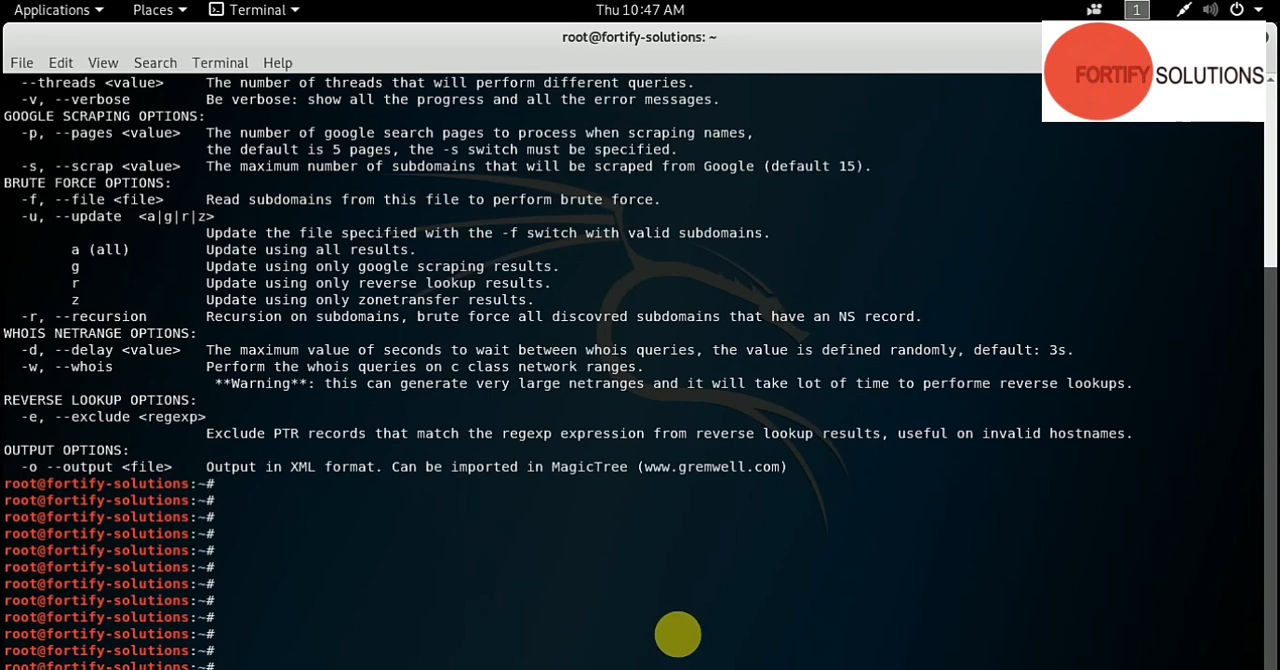 Applications Places Terminal Thu 10:47 AM 1
root@fortify-solutions: ~
FORTIFY SOLUTIONS
File Edit View Search Terminal Help
--threads <value> The number of threads that will perform different queries.
-v, --verbose Be verbose: show all the progress and all the error messages.
GOOGLE SCRAPING OPTIONS:
-p, --pages <value> The number of google search pages to process when scraping names,
the default is 5 pages, the -s switch must be specified.
-s, --scrap <value> The maximum number of subdomains that will be scraped from Google (default 15).
BRUTE FORCE OPTIONS:
-f, --file <file> Read subdomains from this file to perform brute force.
-u, --update <a|g|r|z>
Update the file specified with the -f switch with valid subdomains.
a (all) Update using all results.
g Update using only google scraping results.
r Update using only reverse lookup results.
z Update using only zonetransfer results.
-r, --recursion Recursion on subdomains, brute force all discovred subdomains that have an NS record.
WHOIS NETRANGE OPTIONS:
-d, --delay <value> The maximum value of seconds to wait between whois queries, the value is defined randomly, default: 3s.
-w, --whois Perform the whois queries on c class network ranges.
**Warning**: this can generate very large netranges and it will take lot of time to performe reverse lookups.
REVERSE LOOKUP OPTIONS:
-e, --exclude <regexp>
Exclude PTR records that match the regexp expression from reverse lookup results, useful on invalid hostnames.
OUTPUT OPTIONS:
-o --output <file> Output in XML format. Can be imported in MagicTree (www.gremwell.com)
root@fortify-solutions:~#
root@fortify-solutions:~#
root@fortify-solutions:~#
root@fortify-solutions:~#
root@fortify-solutions:~#
root@fortify-solutions:~#
root@fortify-solutions:~#
root@fortify-solutions:~#
root@fortify-solutions:~#
root@fortify-solutions:~#
root@fortify-solutions:~#
root@fortify-solutions:~#